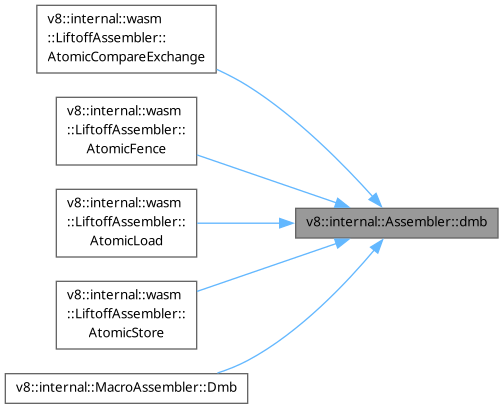 v8::internal::wasm
::LiftoffAssembler::
AtomicCompareExchange
v8::internal::wasm
::LiftoffAssembler::
AtomicFence
v8::internal::wasm
::LiftoffAssembler::
AtomicLoad
v8::internal::wasm
::LiftoffAssembler::
AtomicStore
v8::internal::MacroAssembler::Dmb
v8::internal::Assembler::dmb